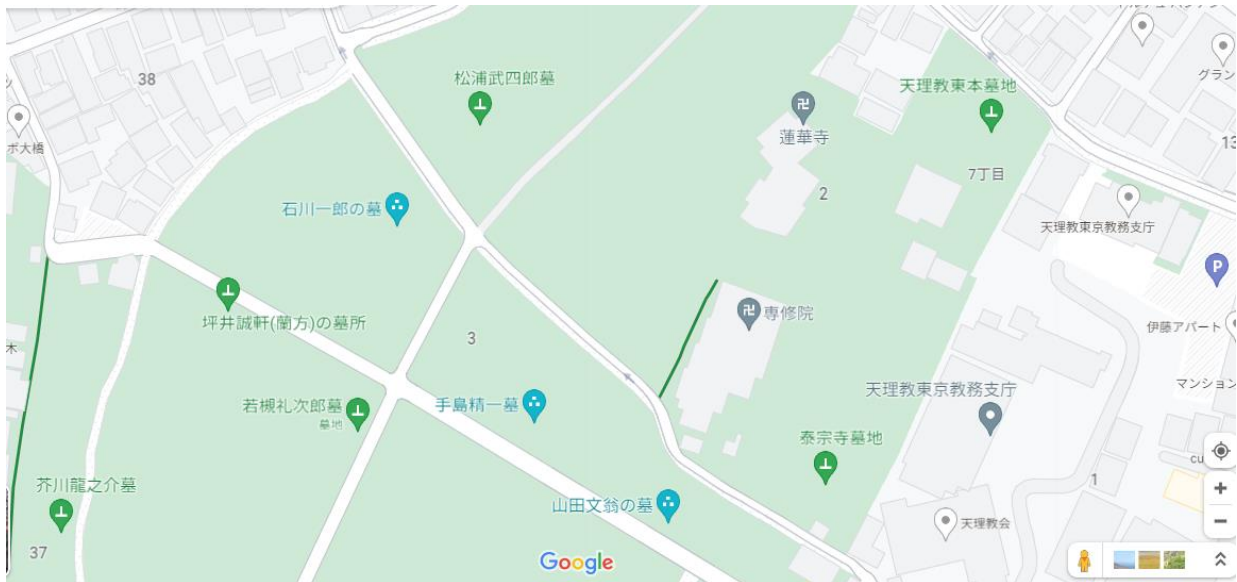 38
松浦武四郎墓
天理教東本墓地
グラン
ボ大橋
蓮華寺
13
7丁目
2
石川一郎の墓
天理教東京教務支庁
P
坪井誠軒(蘭方)の墓所
専修院
伊藤アパート
木
3
マンション
若槻礼次郎墓
墓地
手島精一墓
天理教東京教務支庁
泰宗寺墓地
cu
芥川龍之介墓
山田文翁の墓
1
天理教会
37
Google